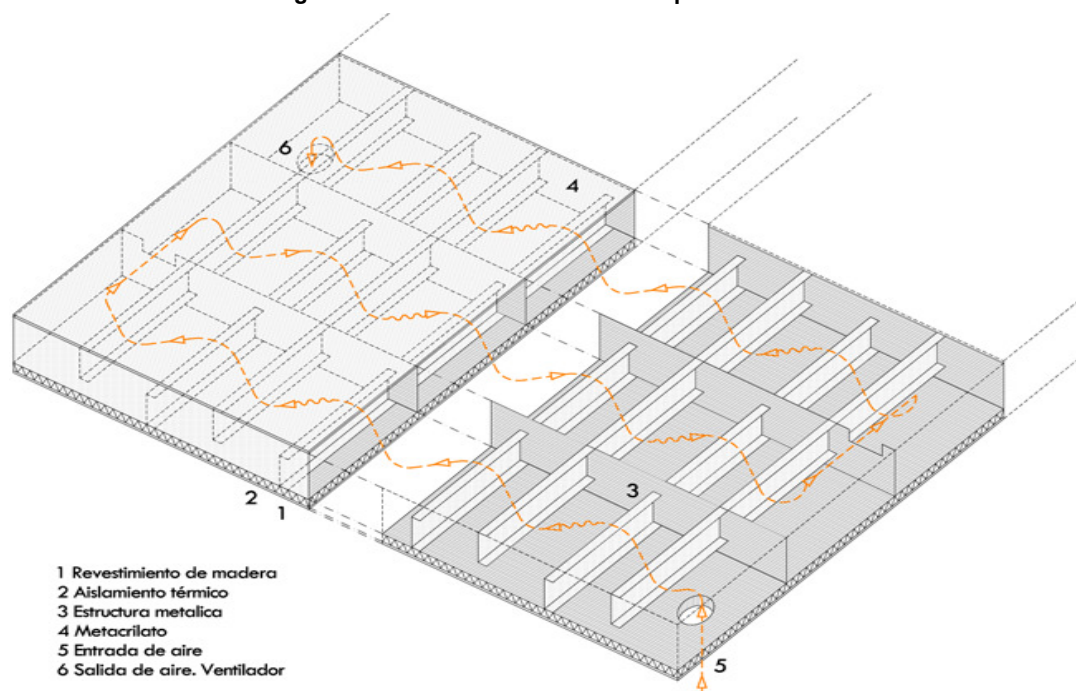 6
4
3
2
1
5
1 Revestimiento de madera
2 Aislamiento térmico
3 Estructura metalica
4 Metacrilato
5 Entrada de aire
6 Salida de aire. Ventilador